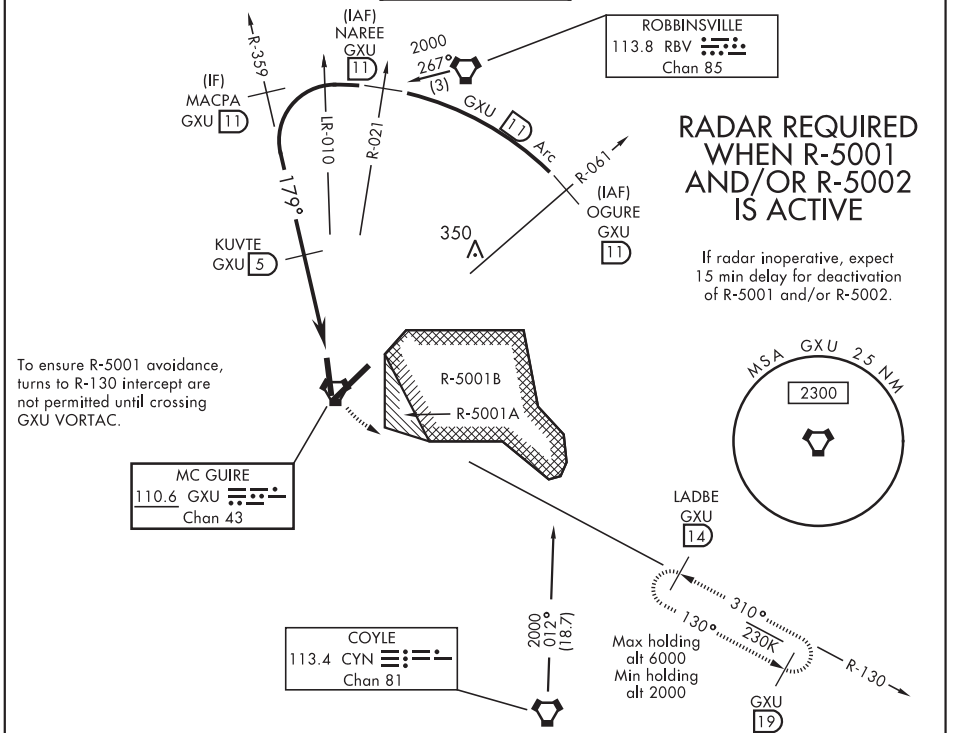 R-359
(IF)
MACPA
GXU 11
(IAF)
NAREE
GXU
11
2000
267°
(3)
ROBBINSVILLE
113.8 RBV
Chan 85
LR-010
R-021
GXU 11 Arc
R-061
(IAF)
OGURE
GXU
11
RADAR REQUIRED
WHEN R-5001
AND/OR R-5002
IS ACTIVE
If radar inoperative, expect
15 min delay for deactivation
of R-5001 and/or R-5002.
179°
KUVTE
GXU 5
350
To ensure R-5001 avoidance,
turns to R-130 intercept are
not permitted until crossing
GXU VORTAC.
R-5001B
R-5001A
MSA GXU 25 NM
2300
MC GUIRE
110.6 GXU
Chan 43
LADBE
GXU
14
310°
230K
130°
2000
012°
(18.7)
Max holding
alt 6000
Min holding
alt 2000
R-130
GXU
19
COYLE
113.4 CYN
Chan 81